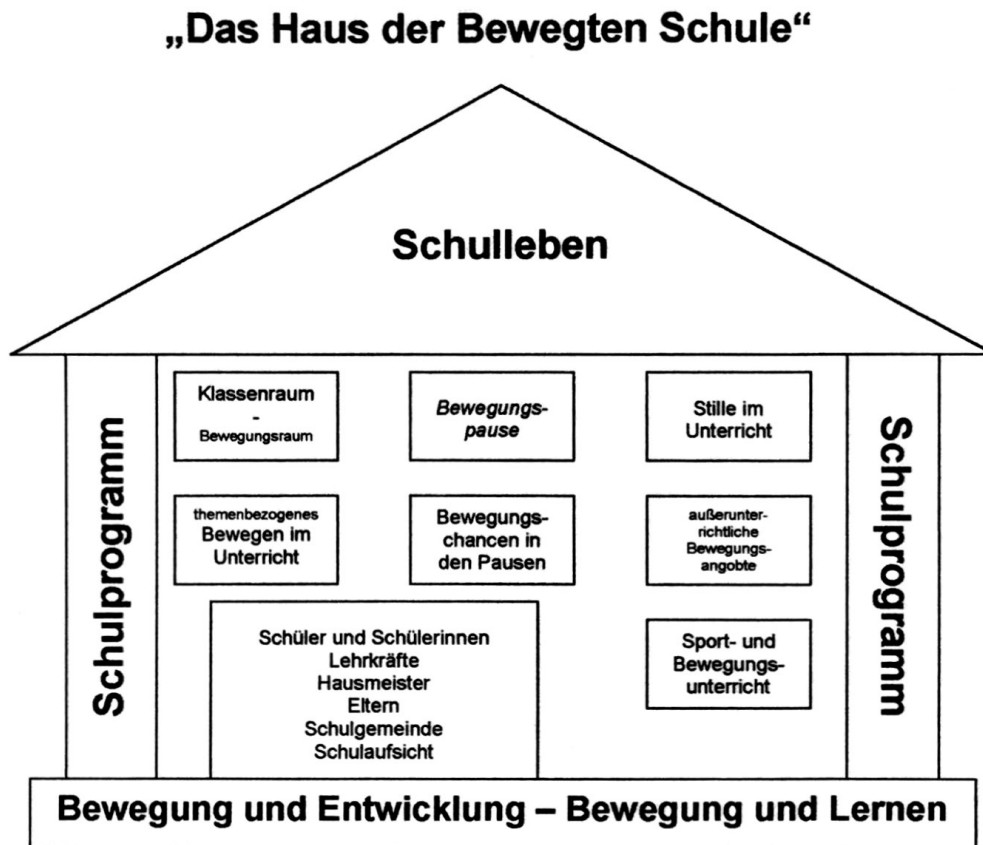 „Das Haus der Bewegten Schule“
Schulleben
Schulprogramm
Klassenraum
-
Bewegungsraum
Bewegungs-
pause
Stille im
Unterricht
themenbezogenes
Bewegen im
Unterricht
Bewegungs-
chancen in
den Pausen
außerunter-
richtliche
Bewegungs-
angobte
Schüler und Schülerinnen
Lehrkräfte
Hausmeister
Eltern
Schulgemeinde
Schulaufsicht
Sport- und
Bewegungs-
unterricht
Schulprogramm
Bewegung und Entwicklung – Bewegung und Lernen